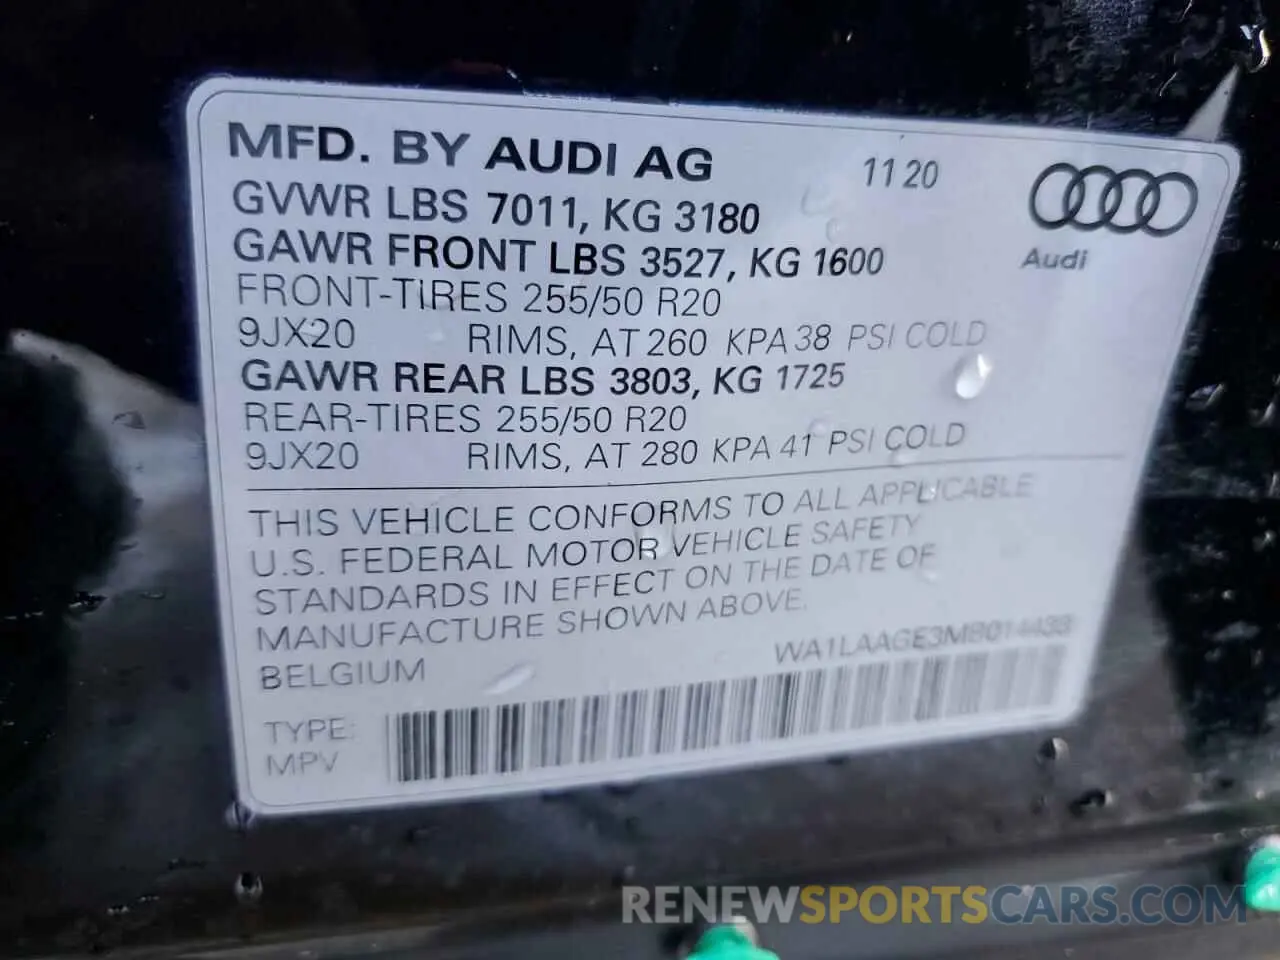 MFD. BY AUDI AG 11 20
Audi
GVWR LBS 7011, KG 3180
GAWR FRONT LBS 3527, KG 1600
FRONT-TIRES 255/50 R20
9JX20 RIMS, AT 260 KPA 38 PSI COLD
GAWR REAR LBS 3803, KG 1725
REAR-TIRES 255/50 R20
9JX20 RIMS, AT 280 KPA 41 PSI COLD
THIS VEHICLE CONFORMS TO ALL APPLICABLE
U.S. FEDERAL MOTOR VEHICLE SAFETY
STANDARDS IN EFFECT ON THE DATE OF
MANUFACTURE SHOWN ABOVE.
BELGIUM WA1LAAGE3MB014433
TYPE:
MPV
RENEWSPORTSCARS.COM